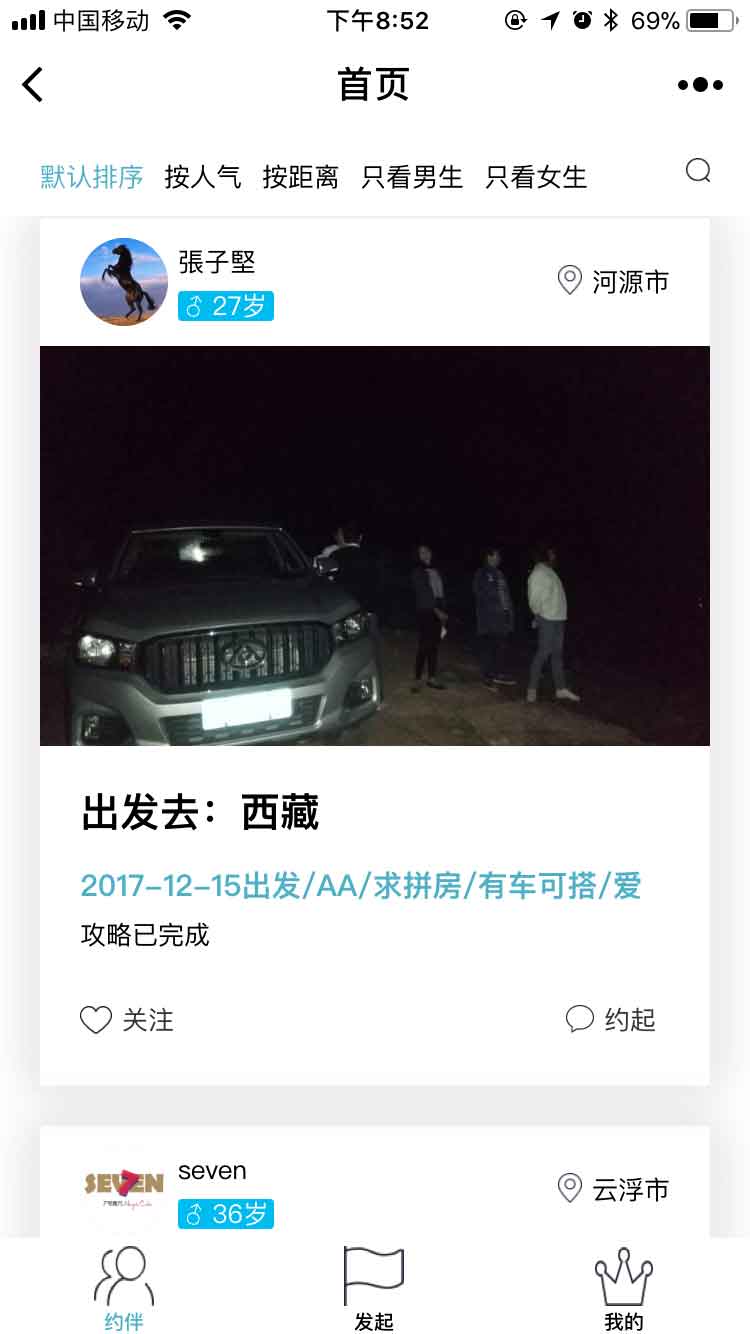 中国移动 下午8:52 69%
首页
默认排序 按人气 按距离 只看男生 只看女生
張子堅
河源市
♂ 27岁
出发去：西藏
2017-12-15出发/AA/求拼房/有车可搭/爱
攻略已完成
关注 约起
SEVEN
seven
云浮市
♂ 36岁
约伴 发起 我的